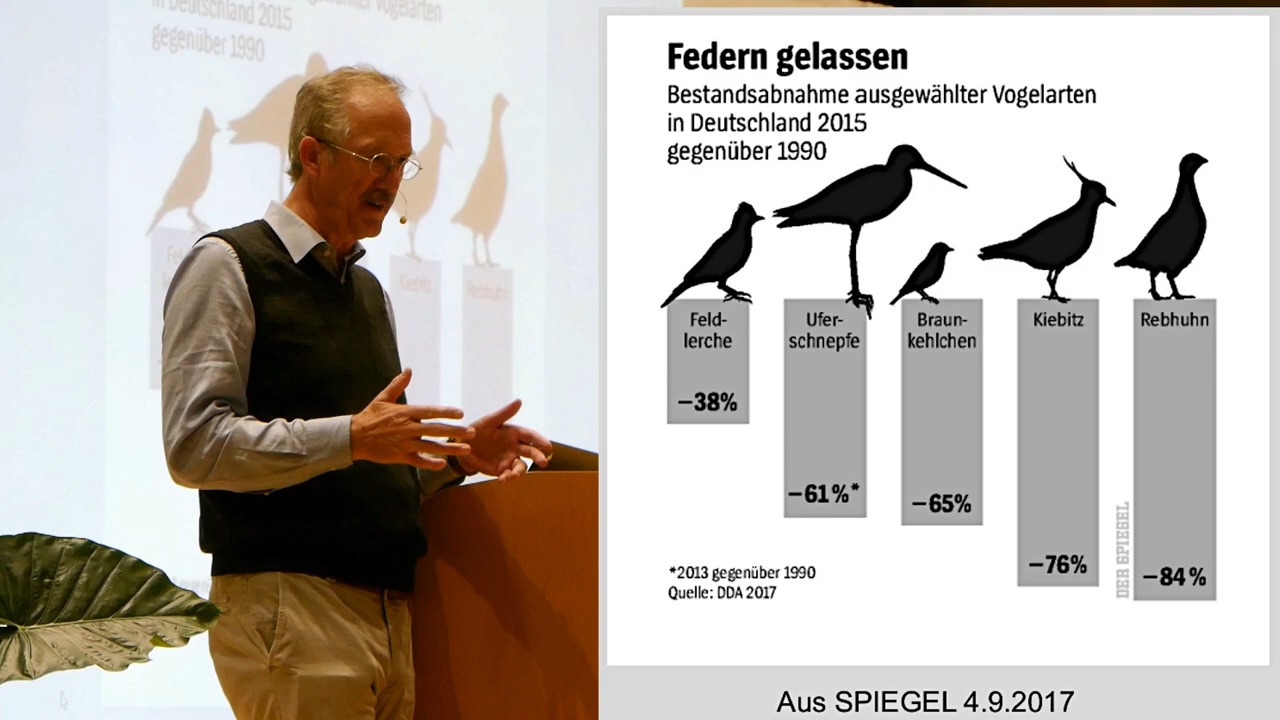 in Deutschland 2015
gegenüber 1990
Kiebitz
Rebhuhn
Federn gelassen
Bestandsabnahme ausgewählter Vogelarten
in Deutschland 2015
gegenüber 1990
Feld-
lerche
Ufer-
schnepfe
Braun-
kehlchen
Kiebitz
Rebhuhn
–38%
–61%*
–65%
–76%
–84%
DER SPIEGEL
*2013 gegenüber 1990
Quelle: DDA 2017
Aus SPIEGEL 4.9.2017